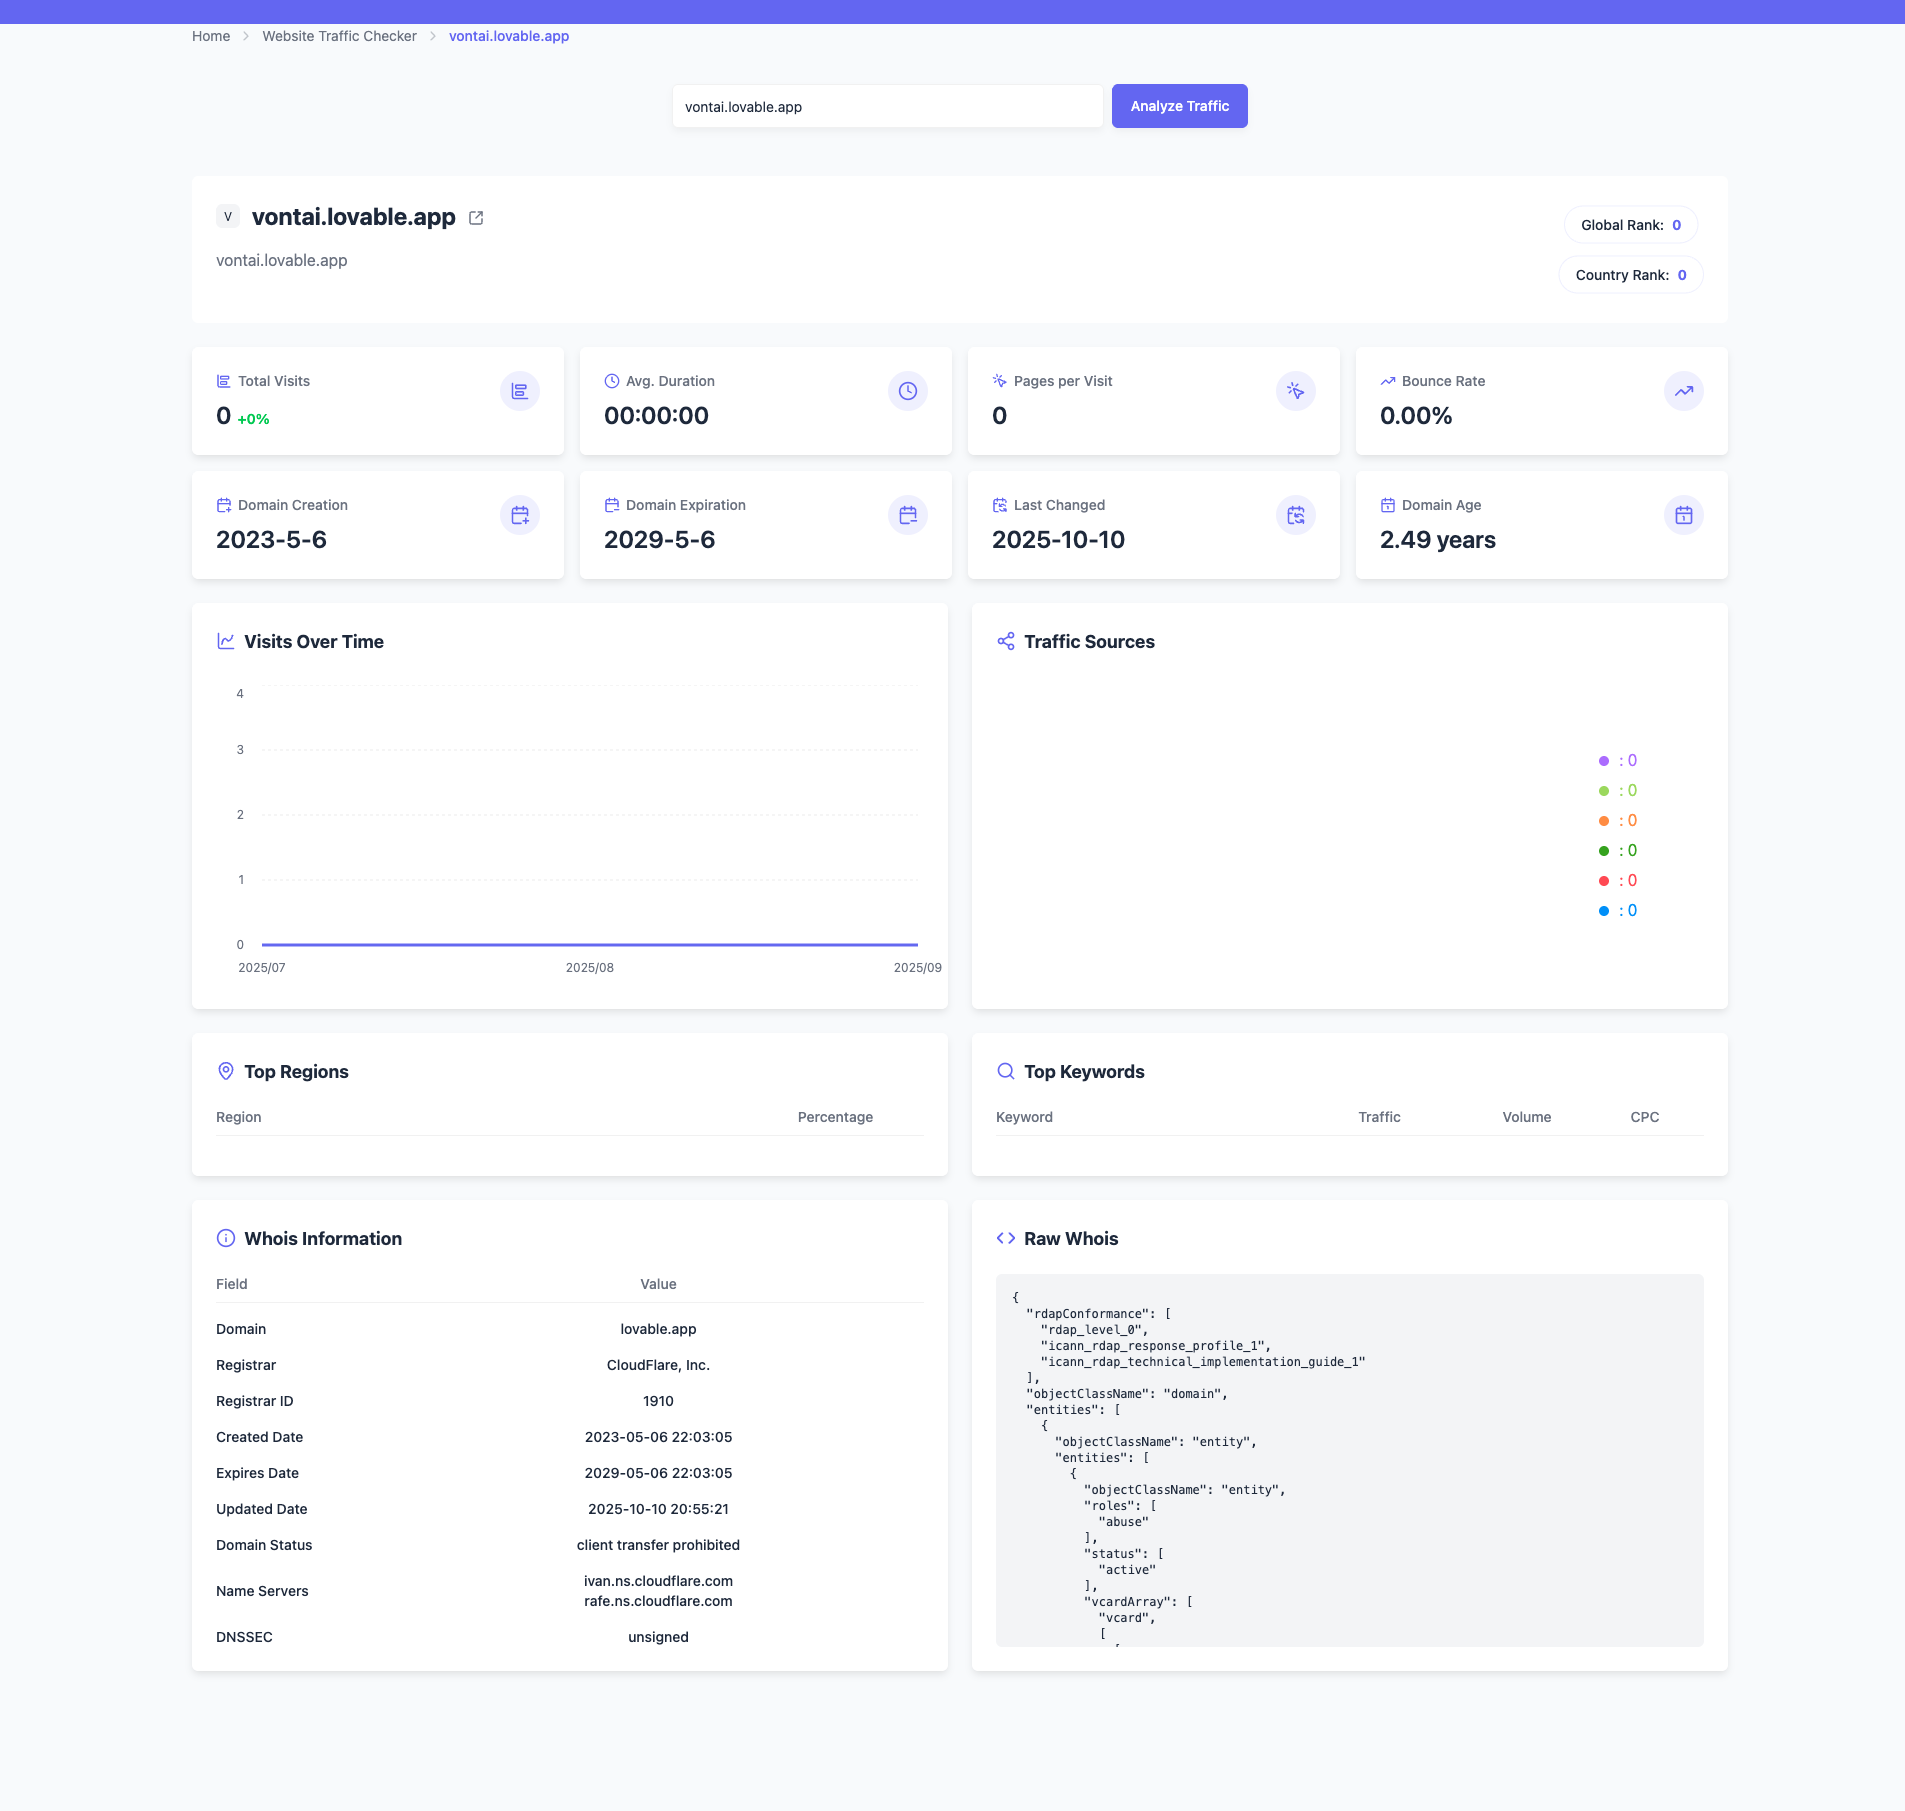 Home > Website Traffic Checker > vontai.lovable.app
vontai.lovable.app
Analyze Traffic
V
vontai.lovable.app
vontai.lovable.app
Global Rank: 0
Country Rank: 0
Total Visits
0 +0%
Avg. Duration
00:00:00
Pages per Visit
0
Bounce Rate
0.00%
Domain Creation
2023-5-6
Domain Expiration
2029-5-6
Last Changed
2025-10-10
Domain Age
2.49 years
Visits Over Time
4
3
2
1
0
2025/07 2025/08 2025/09
Traffic Sources
: 0
: 0
: 0
: 0
: 0
: 0
Top Regions
Region Percentage
Top Keywords
Keyword Traffic Volume CPC
Whois Information
Field Value
Domain lovable.app
Registrar CloudFlare, Inc.
Registrar ID 1910
Created Date 2023-05-06 22:03:05
Expires Date 2029-05-06 22:03:05
Updated Date 2025-10-10 20:55:21
Domain Status client transfer prohibited
Name Servers ivan.ns.cloudflare.com
rafe.ns.cloudflare.com
DNSSEC unsigned
Raw Whois
{
"rdapConformance": [
"rdap_level_0",
"icann_rdap_response_profile_1",
"icann_rdap_technical_implementation_guide_1"
],
"objectClassName": "domain",
"entities": [
{
"objectClassName": "entity",
"entities": [
{
"objectClassName": "entity",
"roles": [
"abuse"
],
"status": [
"active"
],
"vcardArray": [
"vcard",
[
[